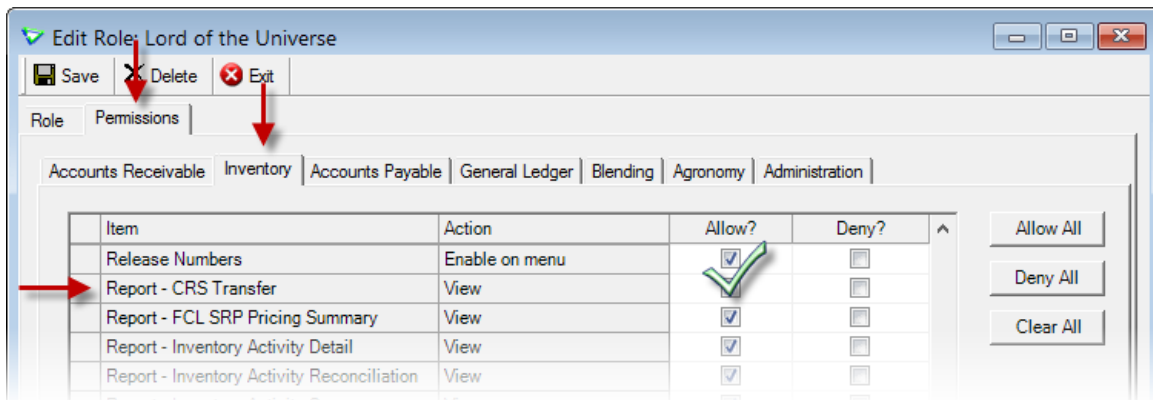 Edit Role: Lord of the Universe
Save Delete Exit
Role Permissions
Accounts Receivable Inventory Accounts Payable General Ledger Blending Agronomy Administration
Item Action Allow? Deny? Allow All
Release Numbers Enable on menu
Report - CRS Transfer View Deny All
Report - FCL SRP Pricing Summary View Clear All
Report - Inventory Activity Detail View
Report - Inventory Activity Reconciliation View